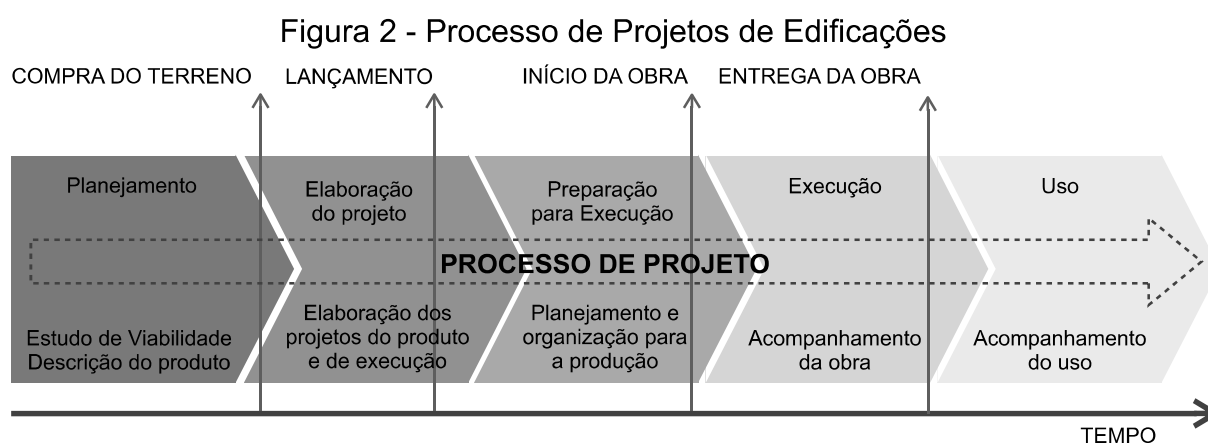 Figura 2 - Processo de Projetos de Edificações
COMPRA DO TERRENO
LANÇAMENTO
INÍCIO DA OBRA
ENTREGA DA OBRA
Planejamento
Elaboração
do projeto
Preparação
para Execução
Execução
Uso
PROCESSO DE PROJETO
Estudo de Viabilidade
Descrição do produto
Elaboração dos
projetos do produto
e de execução
Planejamento e
organização para
a produção
Acompanhamento
da obra
Acompanhamento
do uso
TEMPO